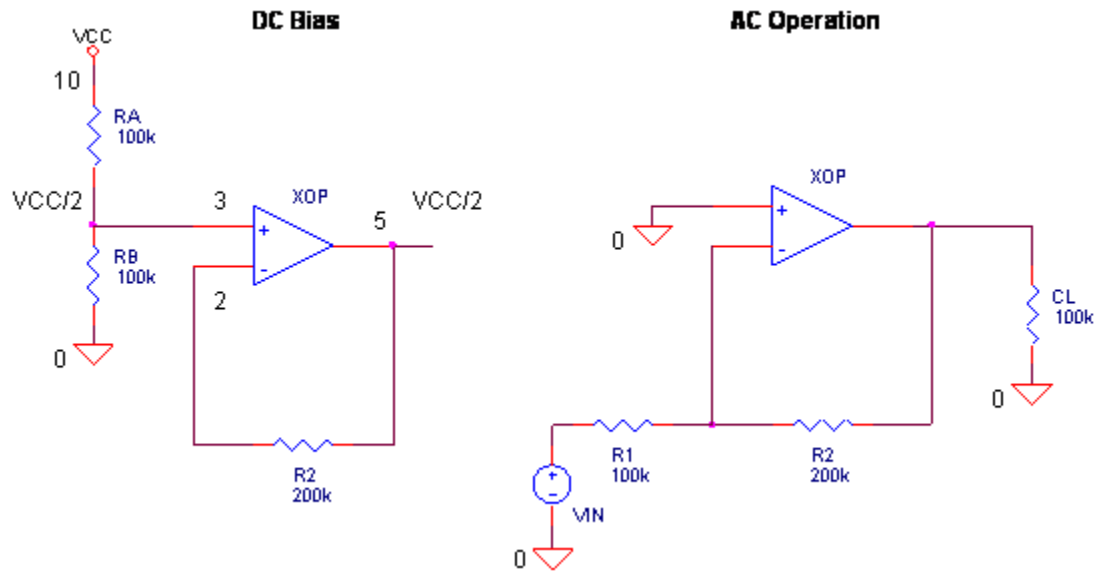 DC Bias
VCC
10
RA
100k
VCC/2
3
XOP
5
VCC/2
+
-
RB
100k
2
0
R2
200k
AC Operation
XOP
+
-
0
CL
100k
0
R1
100k
R2
200k
+
-
VIN
0